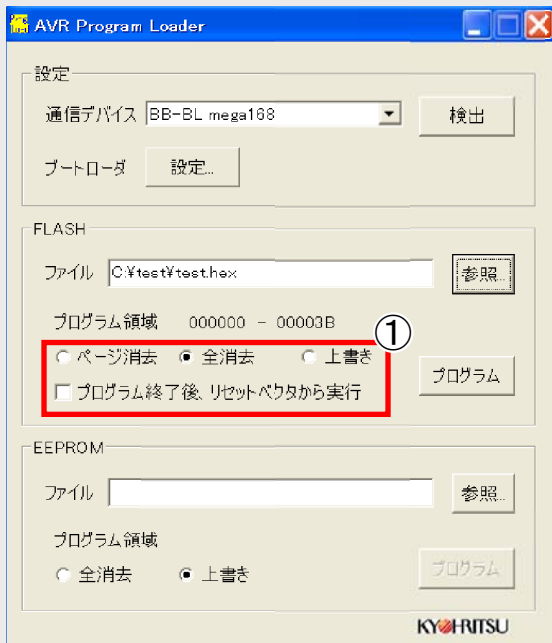 AVR Program Loader
設定
通信デバイス BB-BL mega168 検出
ブートローダ 設定...
FLASH
ファイル C:¥test¥test.hex 参照..
プログラム領域 000000 - 00003B ①
ページ消去 全消去 上書き
プログラム
プログラム終了後、リセットベクタから実行
EEPROM
ファイル 参照..
プログラム領域
全消去 上書き プログラム
KYOHRITSU